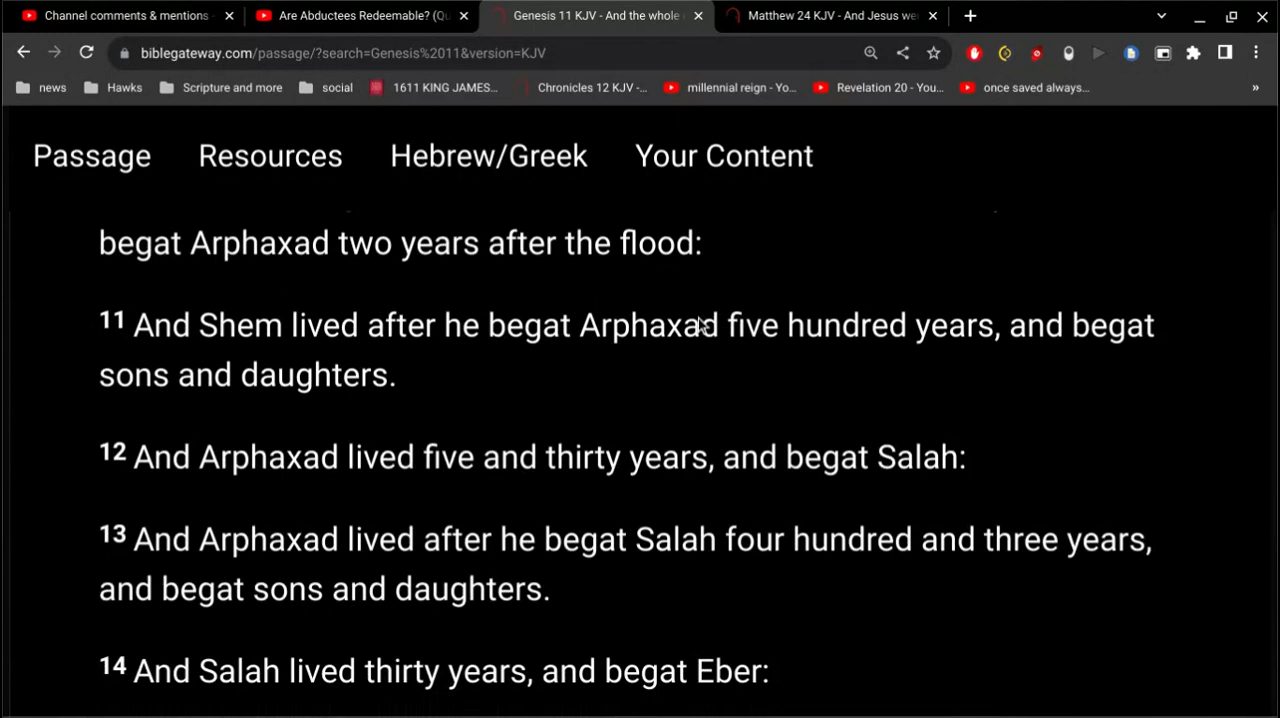 Channel comments & mentions
Are Abductees Redeemable? (Qu
Genesis 11 KJV - And the whole
Matthew 24 KJV - And Jesus we
biblegateway.com/passage/?search=Genesis%2011&version=KJV
news
Hawks
Scripture and more
social
1611 KING JAMES...
Chronicles 12 KJV -...
millennial reign - Yo...
Revelation 20 - You...
once saved always...
»
Passage Resources Hebrew/Greek Your Content
begat Arphaxad two years after the flood:
11 And Shem lived after he begat Arphaxad five hundred years, and begat
sons and daughters.
12 And Arphaxad lived five and thirty years, and begat Salah:
13 And Arphaxad lived after he begat Salah four hundred and three years,
and begat sons and daughters.
14 And Salah lived thirty years, and begat Eber: